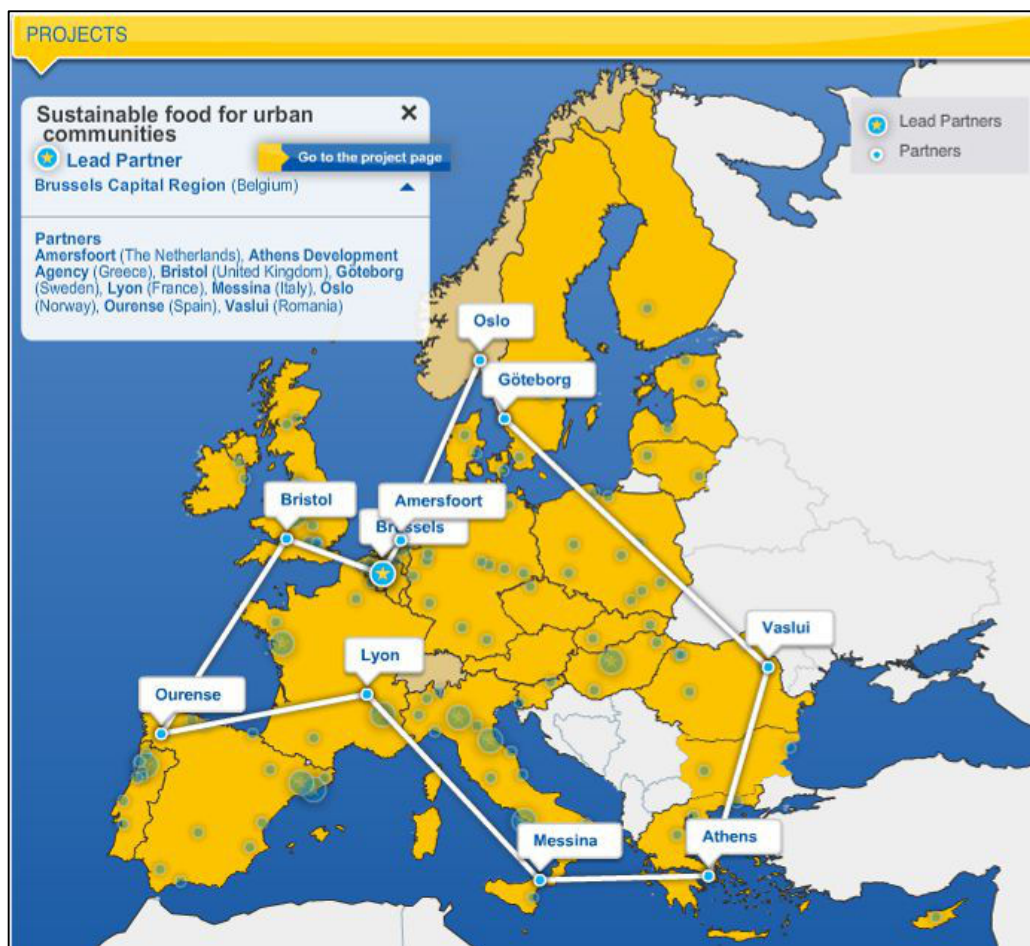 PROJECTS
Sustainable food for urban
communities
Lead Partner
Go to the project page
Brussels Capital Region (Belgium)
Partners
Amersfoort (The Netherlands), Athens Development
Agency (Greece), Bristol (United Kingdom), Göteborg
(Sweden), Lyon (France), Messina (Italy), Oslo
(Norway), Ourense (Spain), Vaslui (Romania)
Lead Partners
Partners
Oslo
Göteborg
Bristol
Amersfoort
Brussels
Vaslui
Lyon
Ourense
Messina
Athens